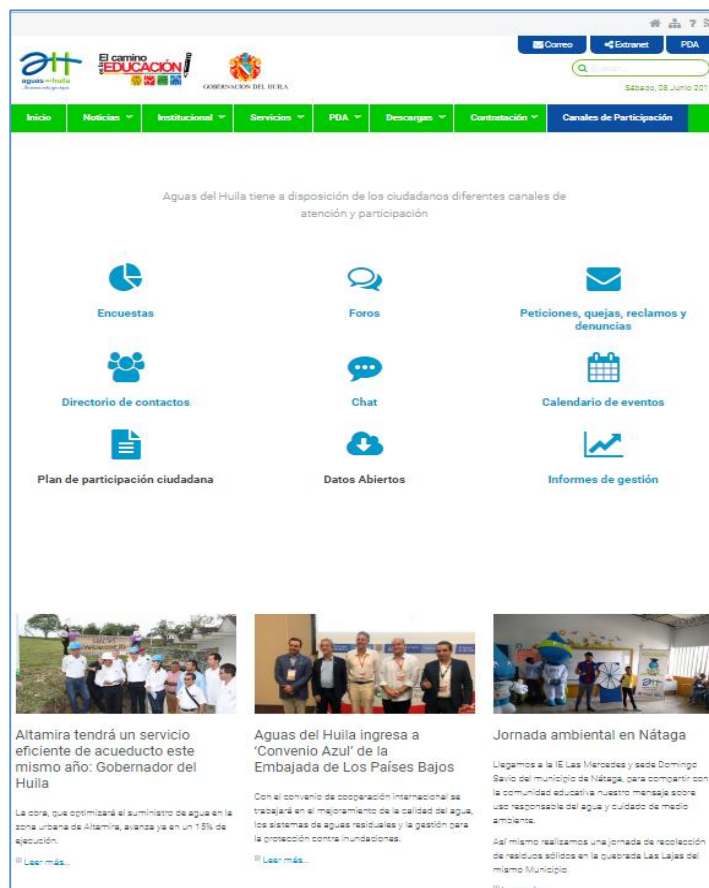 Correo
Extranet
PDA
aguas del huila
El camino
es la EDUCACIÓN
GOBERNACIÓN DEL HUILA
Buscar...
Sábado, 08 Junio 201
Inicio
Noticias
Institucional
Servicios
PDA
Descargas
Contratación
Canales de Participación
Aguas del Huila tiene a disposición de los ciudadanos diferentes canales de
atención y participación
Encuestas
Foros
Peticiones, quejas, reclamos y
denuncias
Directorio de contactos
Chat
Calendario de eventos
Plan de participación ciudadana
Datos Abiertos
Informes de gestión
Altamira tendrá un servicio
eficiente de acueducto este
mismo año: Gobernador del
Huila
La obra, que optimizará el suministro de agua en la
zona urbana de Altamira, avanza ya en un 15% de
ejecución.
Leer más...
Aguas del Huila ingresa a
‘Convenio Azul’ de la
Embajada de Los Países Bajos
Con el convenio de cooperación internacional se
trabajará en el mejoramiento de la calidad del agua,
los sistemas de aguas residuales y la gestión para
la protección contra inundaciones.
Leer más...
Jornada ambiental en Nátaga
Llegamos a la IE Las Mercedes y sede Domingo
Savio del municipio de Nátaga, para compartir con
la comunidad educativa nuestro mensaje sobre
uso responsable del agua y cuidado de medio
ambiente.
Así mismo realizamos una jornada de recolección
de residuos sólidos en la quebrada Las Lajas del
mismo Municipio.